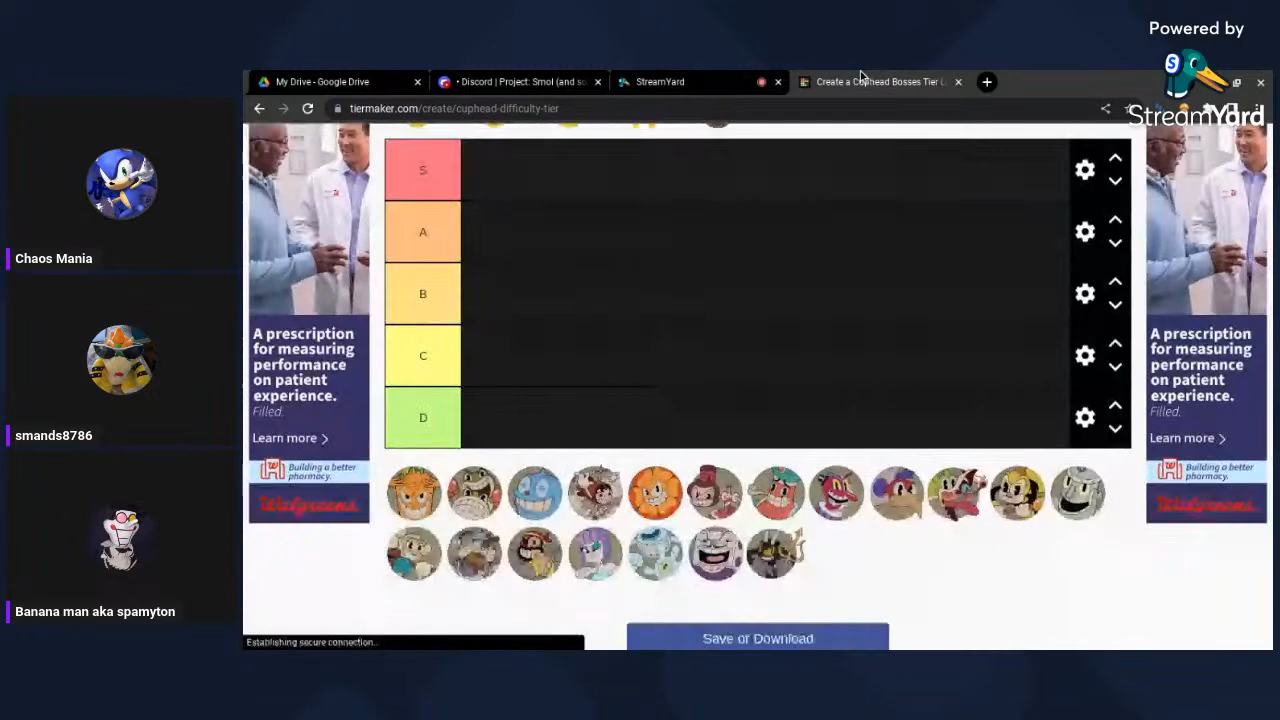 Powered by
S
StreamYard
My Drive - Google Drive
• Discord | Project: Smol (and so
StreamYard
Create a Cuphead Bosses Tier L
tiermaker.com/create/cuphead-difficulty-tier
S
A
B
C
D
A prescription
for measuring
performance
on patient
experience.
Filled.
Learn more >
Building a better
pharmacy.
Walgreens
A prescription
for measuring
performance
on patient
experience.
Filled.
Learn more >
Building a better
pharmacy.
Walgreens
Chaos Mania
smands8786
Banana man aka spamyton
Establishing secure connection...
Save or Download